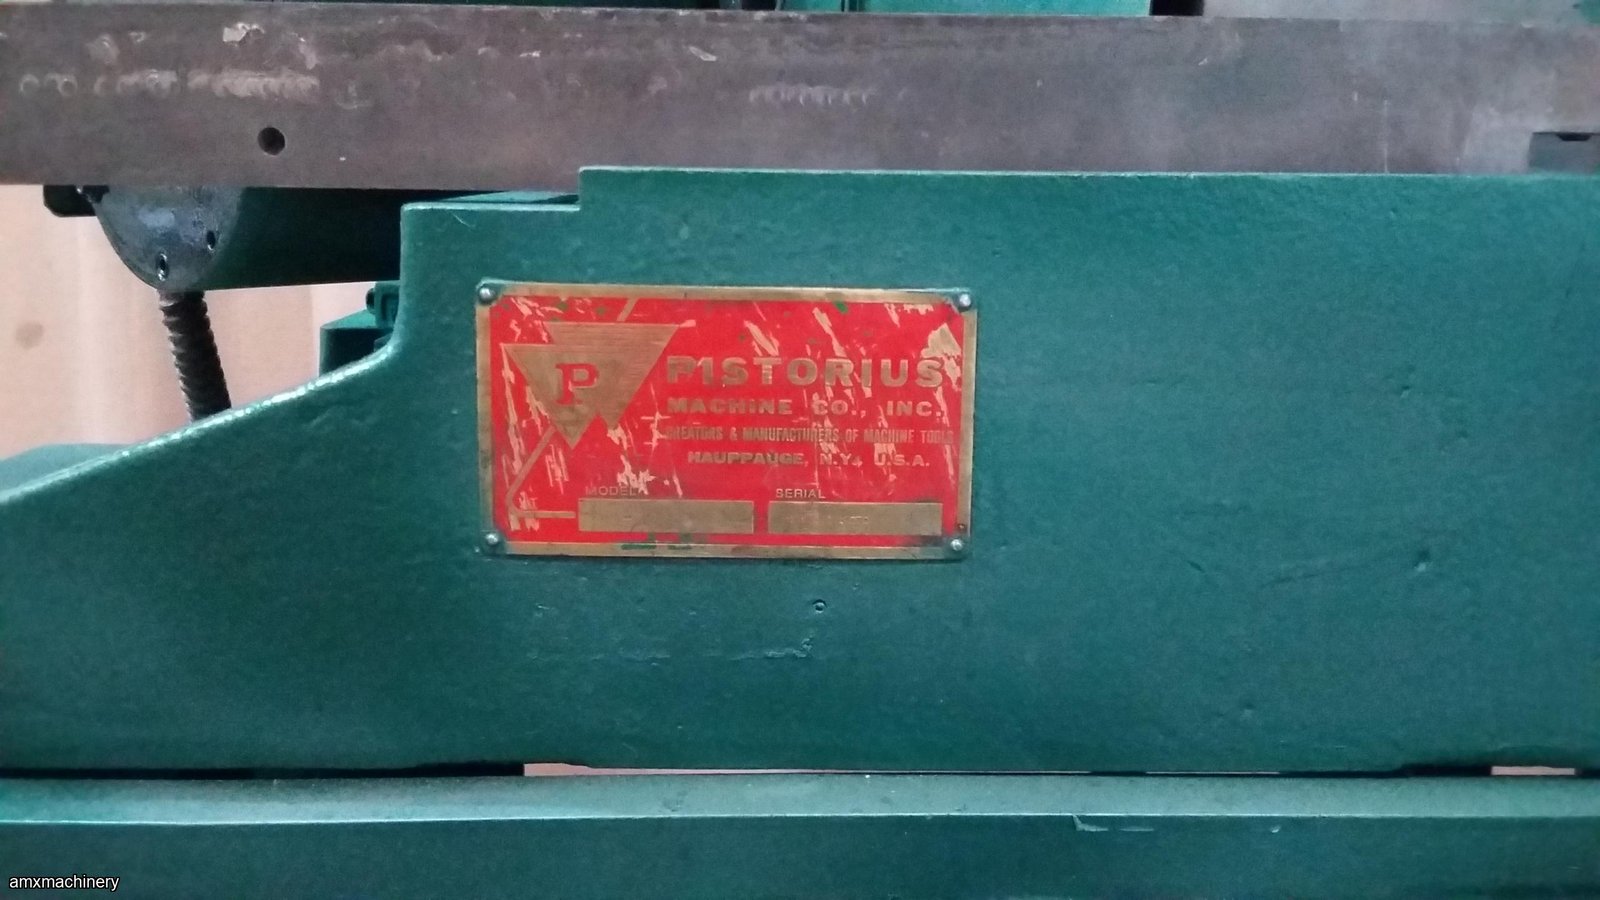 P
PISTORIUS
MACHINE CO., INC.
CREATORS & MANUFACTURERS OF MACHINE TOOLS
HAUPPAUGE, N.Y., U.S.A.
MODEL
SERIAL
amxmachinery